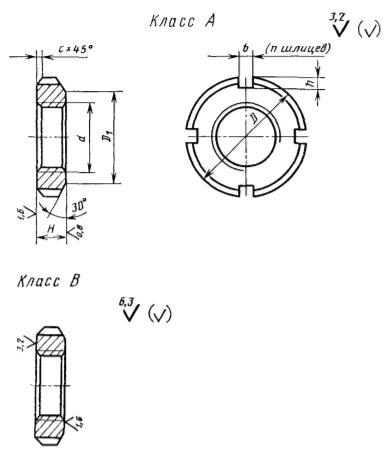 Класс А
3,2
(√)
c×45°
b (n шлицев)
h
D
d
D₁
30°
1,6
H
0,8
Класс В
6,3
(√)
3,2
1,6